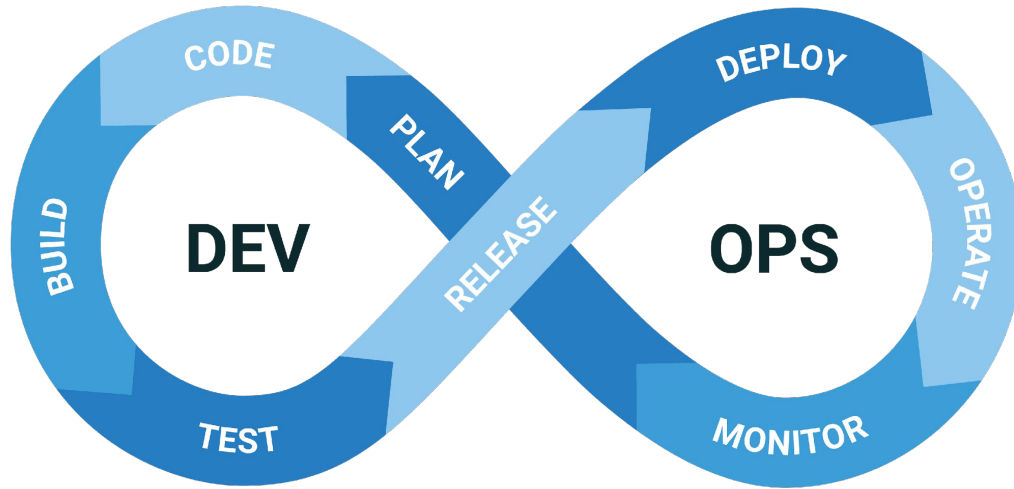 CODE
DEPLOY
PLAN
OPERATE
BUILD
DEV
RELEASE
OPS
TEST
MONITOR